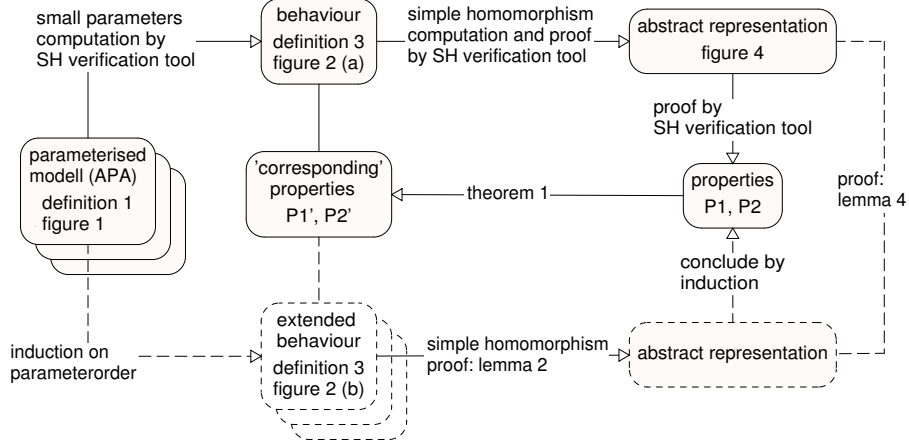 small parameters
computation by
SH verification tool
behaviour
definition 3
figure 2 (a)
simple homomorphism
computation and proof
by SH verification tool
abstract representation
figure 4
proof by
SH verification tool
parameterised
modell (APA)
definition 1
figure 1
'corresponding'
properties
P1', P2'
theorem 1
properties
P1, P2
proof:
lemma 4
conclude by
induction
induction on
parameterorder
extended
behaviour
definition 3
figure 2 (b)
simple homomorphism
proof: lemma 2
abstract representation